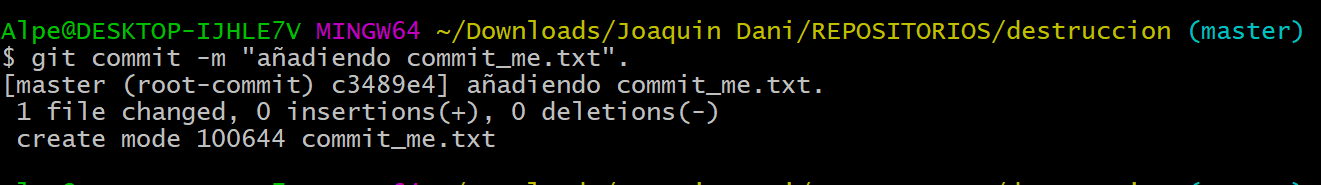 Alpe@DESKTOP-IJHLE7V MINGW64 ~/Downloads/Joaquin Dani/REPOSITORIOS/destruccion (master)
$ git commit -m "añadiendo commit_me.txt".
[master (root-commit) c3489e4] añadiendo commit_me.txt.
 1 file changed, 0 insertions(+), 0 deletions(-)
 create mode 100644 commit_me.txt